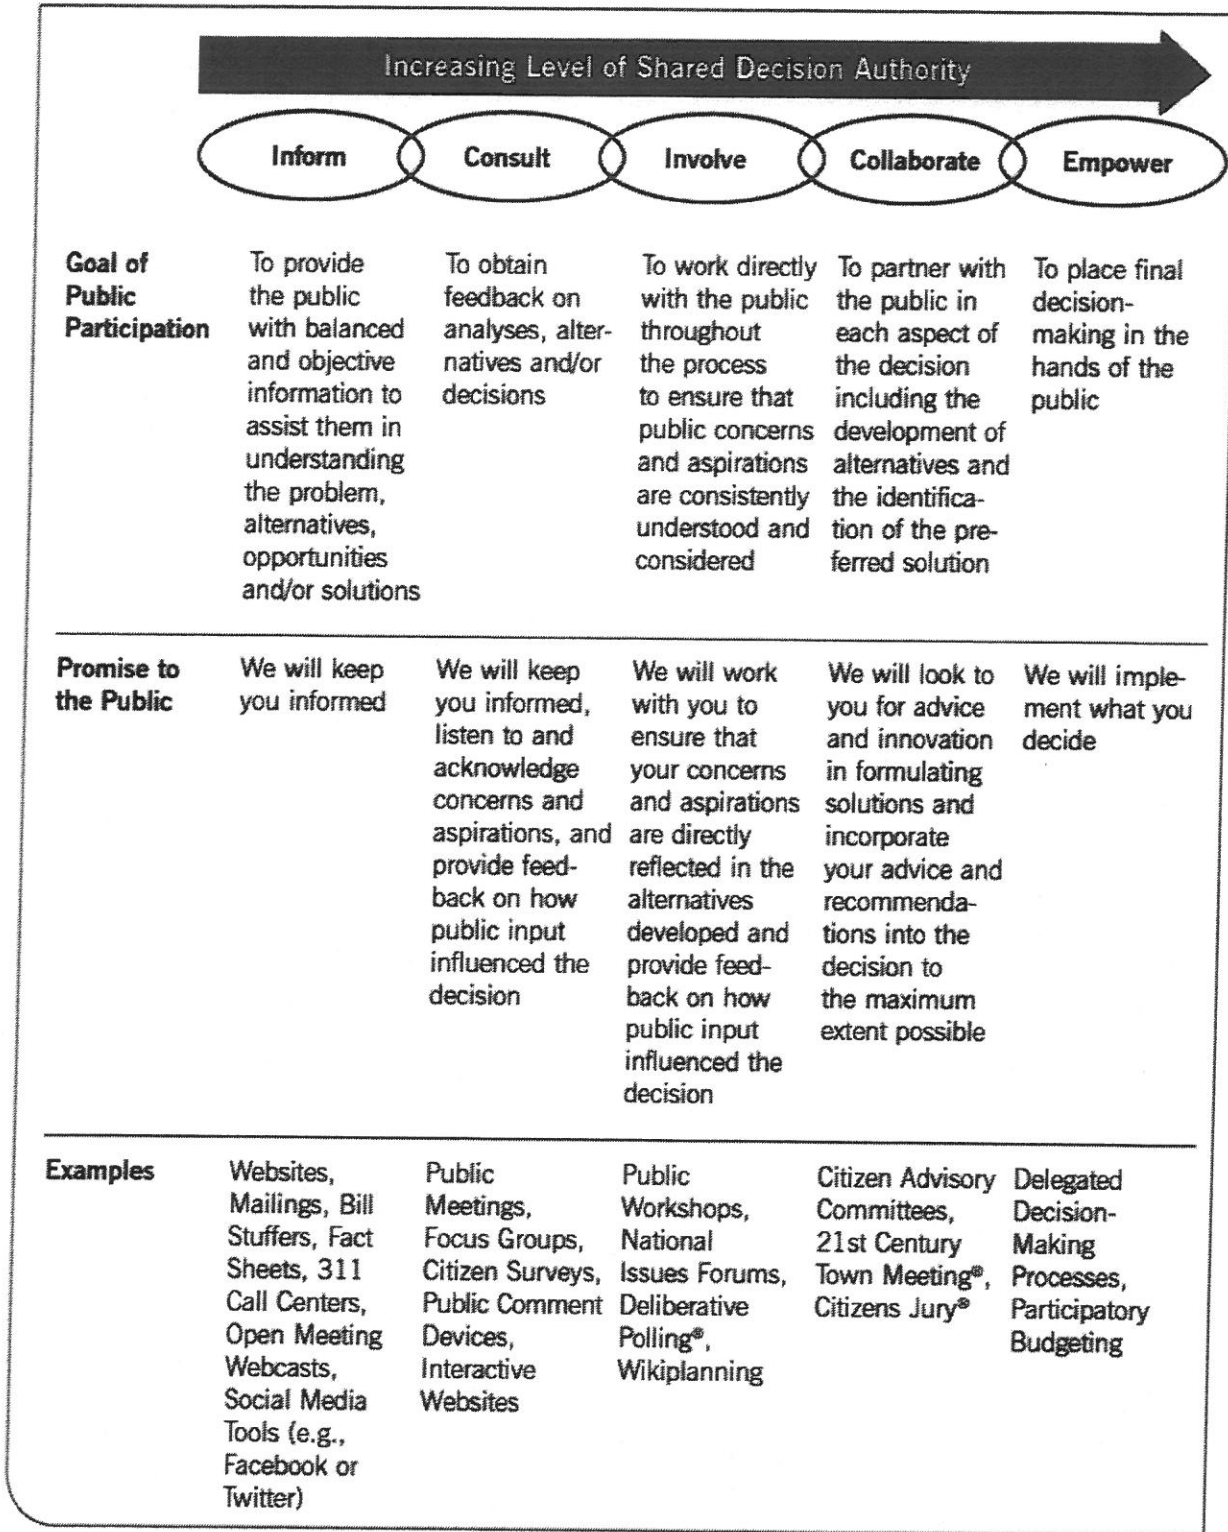 Increasing Level of Shared Decision Authority
Inform
Consult
Involve
Collaborate
Empower
Goal of
Public
Participation
To provide
the public
with balanced
and objective
information to
assist them in
understanding
the problem,
alternatives,
opportunities
and/or solutions
To obtain
feedback on
analyses, alter-
natives and/or
decisions
To work directly
with the public
throughout
the process
to ensure that
public concerns
and aspirations
are consistently
understood and
considered
To partner with
the public in
each aspect of
the decision
including the
development of
alternatives and
the identifica-
tion of the pre-
ferred solution
To place final
decision-
making in the
hands of the
public
Promise to
the Public
We will keep
you informed
We will keep
you informed,
listen to and
acknowledge
concerns and
aspirations, and
provide feed-
back on how
public input
influenced the
decision
We will work
with you to
ensure that
your concerns
and aspirations
are directly
reflected in the
alternatives
developed and
provide feed-
back on how
public input
influenced the
decision
We will look to
you for advice
and innovation
in formulating
solutions and
incorporate
your advice and
recommenda-
tions into the
decision to
the maximum
extent possible
We will imple-
ment what you
decide
Examples
Websites,
Mailings, Bill
Stuffers, Fact
Sheets, 311
Call Centers,
Open Meeting
Webcasts,
Social Media
Tools (e.g.,
Facebook or
Twitter)
Public
Meetings,
Focus Groups,
Citizen Surveys,
Public Comment
Devices,
Interactive
Websites
Public
Workshops,
National
Issues Forums,
Deliberative
Polling®,
Wikiplanning
Citizen Advisory
Committees,
21st Century
Town Meeting®,
Citizens Jury®
Delegated
Decision-
Making
Processes,
Participatory
Budgeting